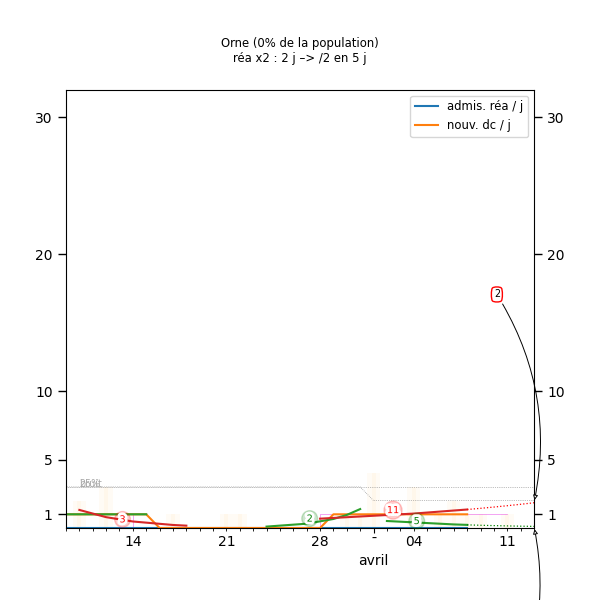 Orne (0% de la population)
réa x2 : 2 j –> /2 en 5 j
admis. réa / j
nouv. dc / j
30 30
20 20
2
10 10
5 5
1 3 2 11 5 1
14 21 28 - 04 11
avril